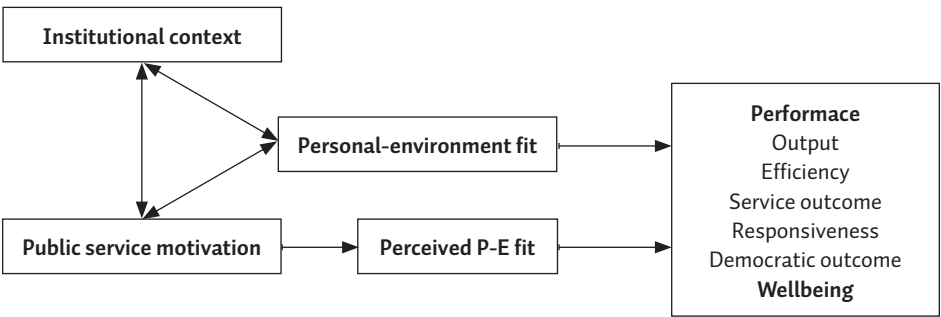 Institutional context
Personal-environment fit
Public service motivation
Perceived P-E fit
Performace
Output
Efficiency
Service outcome
Responsiveness
Democratic outcome
Wellbeing